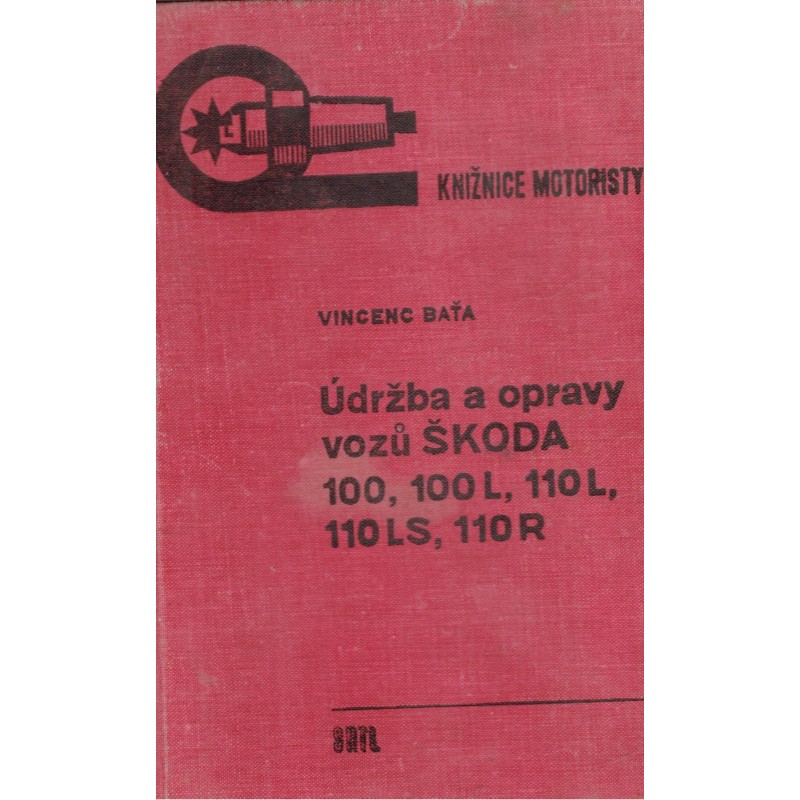 KNIŽNICE MOTORISTY
VINCENC BAŤA
Údržba a opravy
vozů ŠKODA
100, 100 L, 110 L,
110 LS, 110 R
SNTL